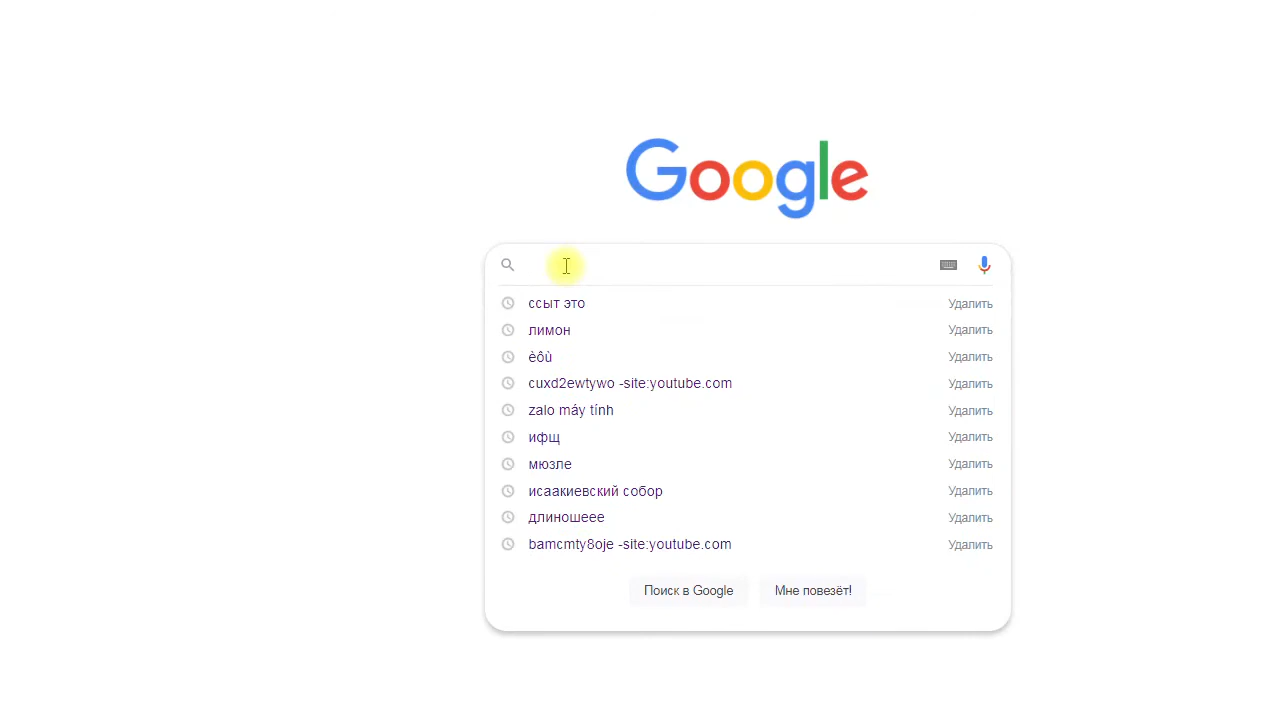 Google
ссыт это Удалить
лимон Удалить
èôù Удалить
cuxd2ewtywo -site:youtube.com Удалить
zalo máy tính Удалить
ифщ Удалить
мюзле Удалить
исаакиевский собор Удалить
длиношеее Удалить
bamcmty8oje -site:youtube.com Удалить
Поиск в Google Мне повезёт!